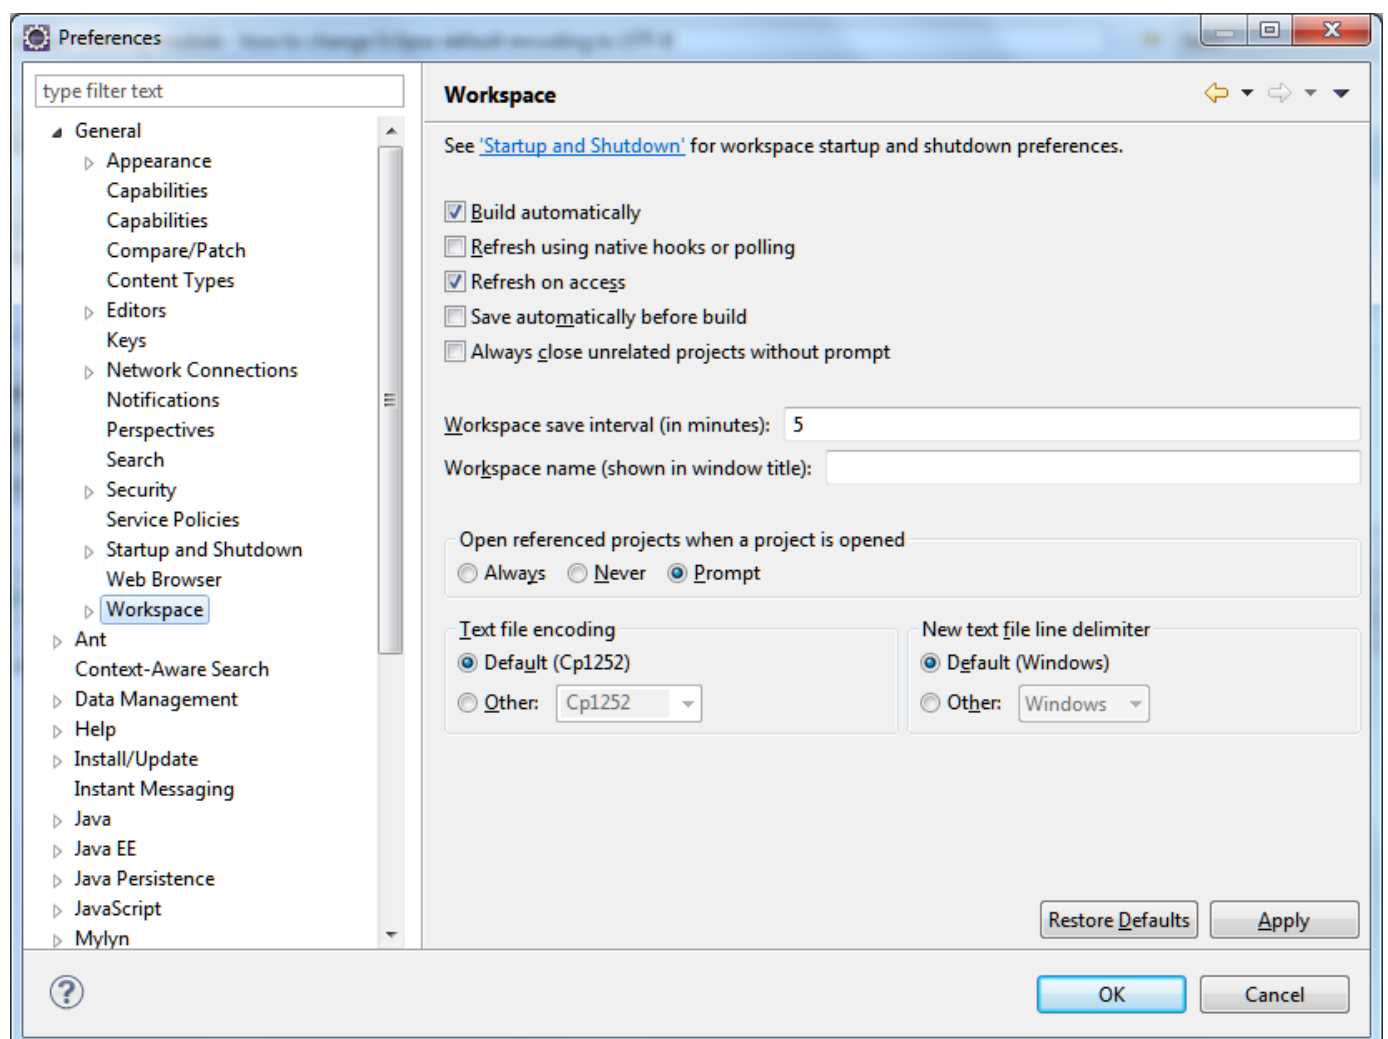 Preferences
type filter text
General
Appearance
Capabilities
Capabilities
Compare/Patch
Content Types
Editors
Keys
Network Connections
Notifications
Perspectives
Search
Security
Service Policies
Startup and Shutdown
Web Browser
Workspace
Ant
Context-Aware Search
Data Management
Help
Install/Update
Instant Messaging
Java
Java EE
Java Persistence
JavaScript
Mylyn
Workspace
See 'Startup and Shutdown' for workspace startup and shutdown preferences.
Build automatically
Refresh using native hooks or polling
Refresh on access
Save automatically before build
Always close unrelated projects without prompt
Workspace save interval (in minutes): 5
Workspace name (shown in window title):
Open referenced projects when a project is opened
Always Never Prompt
Text file encoding
Default (Cp1252)
Other: Cp1252
New text file line delimiter
Default (Windows)
Other: Windows
Restore Defaults Apply
? OK Cancel